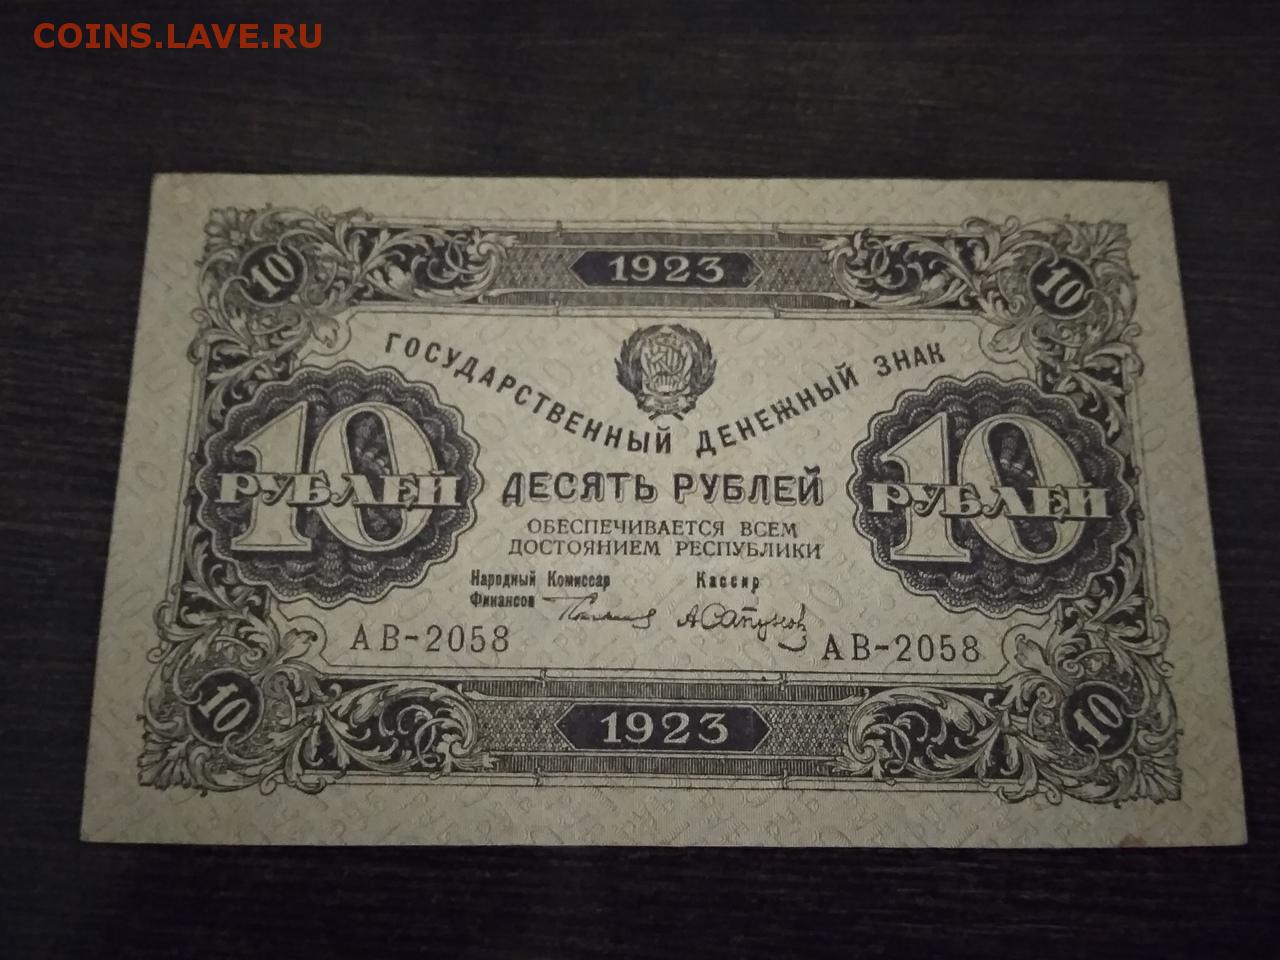 COINS.LAVE.RU
1923
10
10
ГОСУДАРСТВЕННЫЙ ДЕНЕЖНЫЙ ЗНАК
10 РУБЛЕЙ
10 РУБЛЕЙ
ДЕСЯТЬ РУБЛЕЙ
ОБЕСПЕЧИВАЕТСЯ ВСЕМ
ДОСТОЯНИЕМ РЕСПУБЛИКИ
Народный Комиссар
Финансов
Кассир
А Сапунов
АВ-2058
АВ-2058
10
10
1923